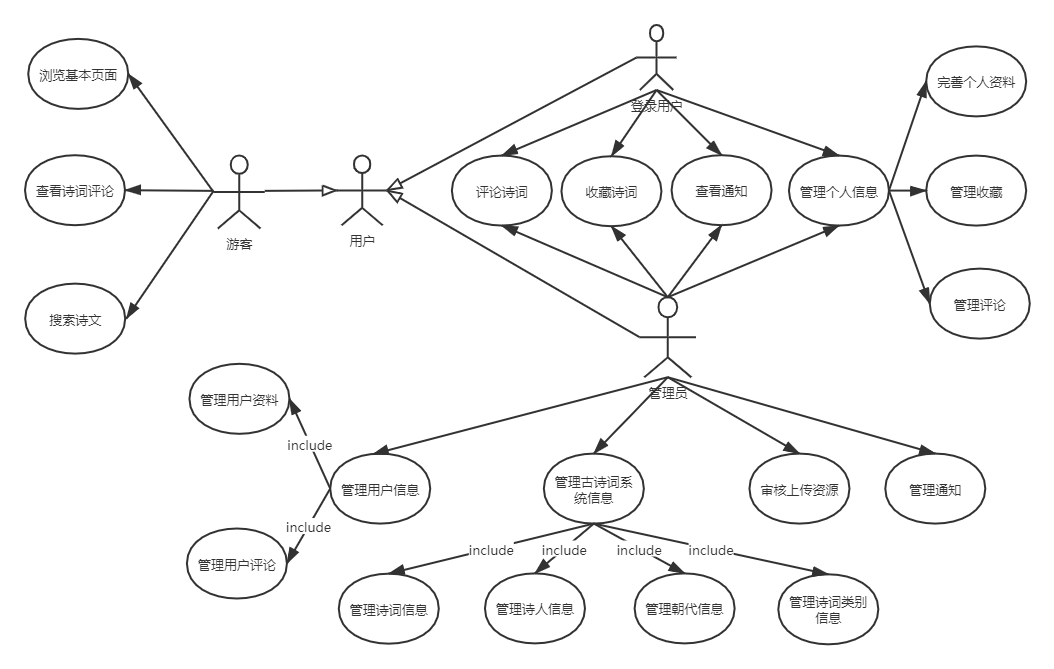 登录用户
浏览基本页面
完善个人资料
查看诗词评论
评论诗词
收藏诗词
查看通知
管理个人信息
管理收藏
游客
用户
搜索诗文
管理评论
管理员
管理用户资料
include
管理用户信息
管理古诗词系
统信息
审核上传资源
管理通知
include
管理用户评论
include
include
include
include
管理诗词信息
管理诗人信息
管理朝代信息
管理诗词类别
信息